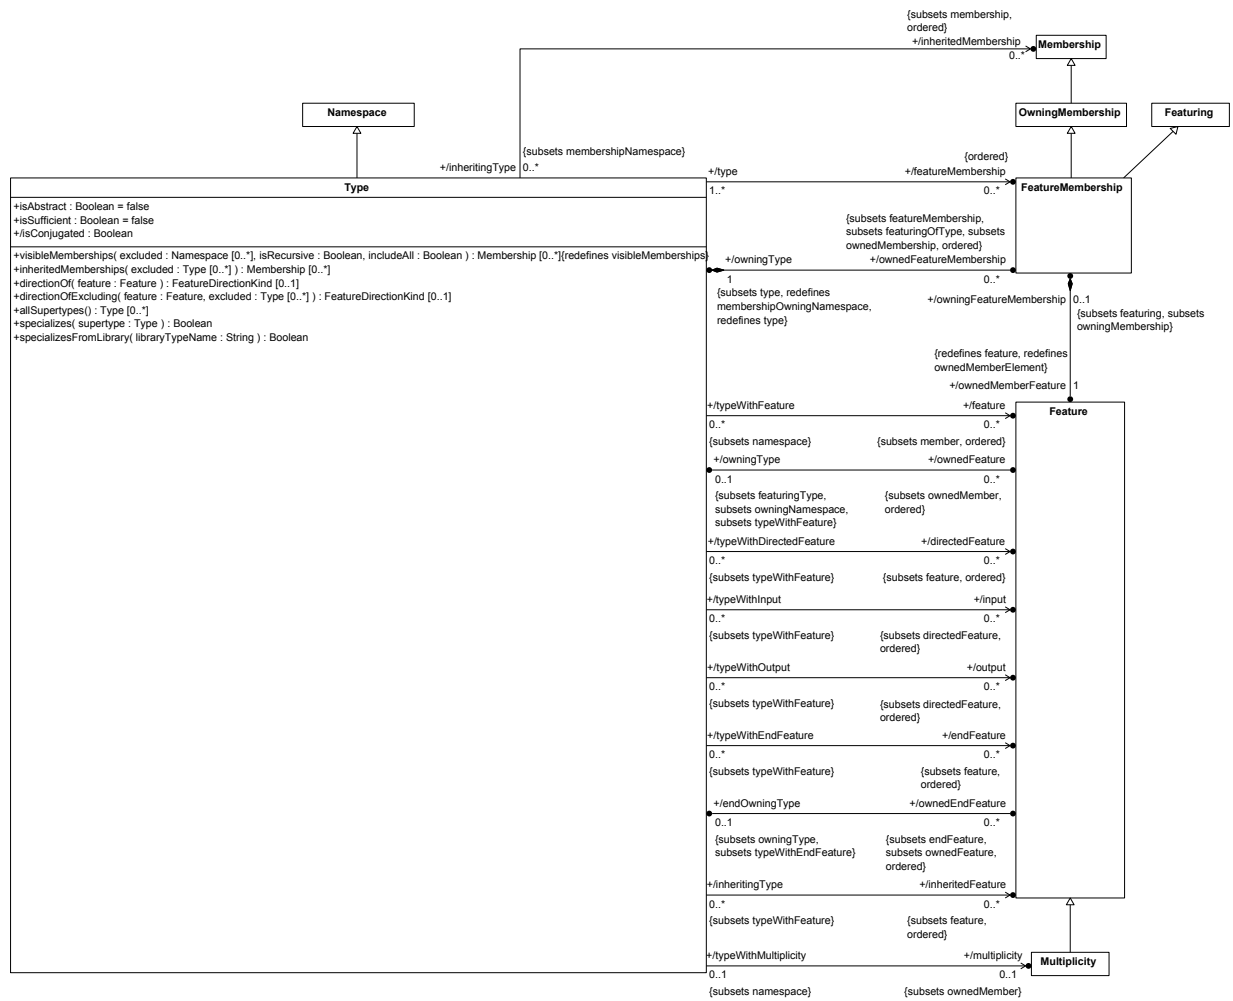 {subsets membership,
ordered}
+/inheritedMembership
0..*
Membership
Namespace
OwningMembership
Featuring
{subsets membershipNamespace}
+/inheritingType
0..*
Type
+isAbstract : Boolean = false
+isSufficient : Boolean = false
+/isConjugated : Boolean
+visibleMemberships( excluded : Namespace [0..*], isRecursive : Boolean, includeAll : Boolean ) : Membership [0..*]{redefines visibleMemberships}
+inheritedMemberships( excluded : Type [0..*] ) : Membership [0..*]
+directionOf( feature : Feature ) : FeatureDirectionKind [0..1]
+directionOfExcluding( feature : Feature, excluded : Type [0..*] ) : FeatureDirectionKind [0..1]
+allSupertypes() : Type [0..*]
+specializes( supertype : Type ) : Boolean
+specializesFromLibrary( libraryTypeName : String ) : Boolean
{ordered}
+/type
+/featureMembership
1..*
0..*
FeatureMembership
{subsets featureMembership,
subsets featuringOfType, subsets
ownedMembership, ordered}
+/owningType
+/ownedFeatureMembership
1
0..*
{subsets type, redefines
membershipOwningNamespace,
redefines type}
+/owningFeatureMembership
0..1
{subsets featuring, subsets
owningMembership}
{redefines feature, redefines
ownedMemberElement}
+/ownedMemberFeature
1
Feature
+/typeWithFeature
+/feature
0..*
0..*
{subsets namespace}
{subsets member, ordered}
+/owningType
+/ownedFeature
0..1
0..*
{subsets featuringType,
subsets owningNamespace,
subsets typeWithFeature}
{subsets ownedMember,
ordered}
+/typeWithDirectedFeature
+/directedFeature
0..*
0..*
{subsets typeWithFeature}
{subsets feature, ordered}
+/typeWithInput
+/input
0..*
0..*
{subsets typeWithFeature}
{subsets directedFeature,
ordered}
+/typeWithOutput
+/output
0..*
0..*
{subsets typeWithFeature}
{subsets directedFeature,
ordered}
+/typeWithEndFeature
+/endFeature
0..*
0..*
{subsets typeWithFeature}
{subsets feature,
ordered}
+/endOwningType
+/ownedEndFeature
0..1
0..*
{subsets owningType,
subsets typeWithEndFeature}
{subsets endFeature,
subsets ownedFeature,
ordered}
+/inheritingType
+/inheritedFeature
0..*
0..*
{subsets typeWithFeature}
{subsets feature,
ordered}
+/typeWithMultiplicity
+/multiplicity
0..1
0..1
Multiplicity
{subsets namespace}
{subsets ownedMember}